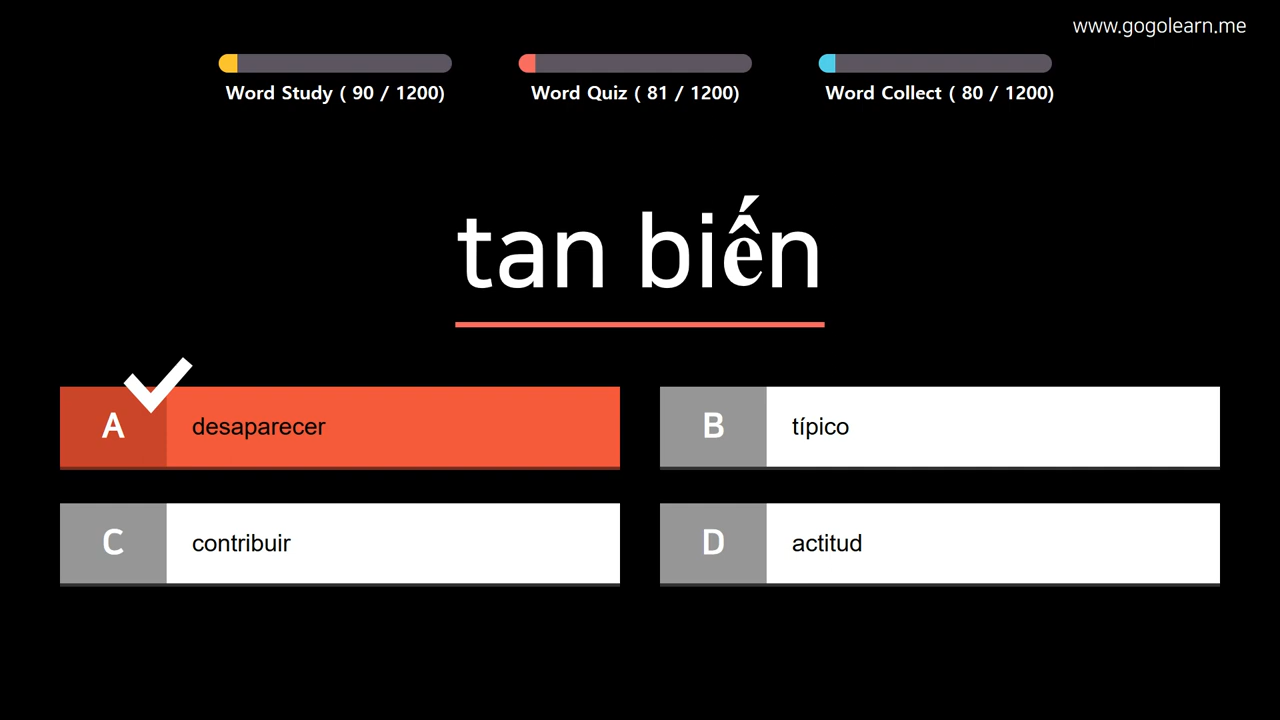 www.gogolearn.me
Word Study ( 90 / 1200)
Word Quiz ( 81 / 1200)
Word Collect ( 80 / 1200)
tan biến
A desaparecer
B típico
C contribuir
D actitud